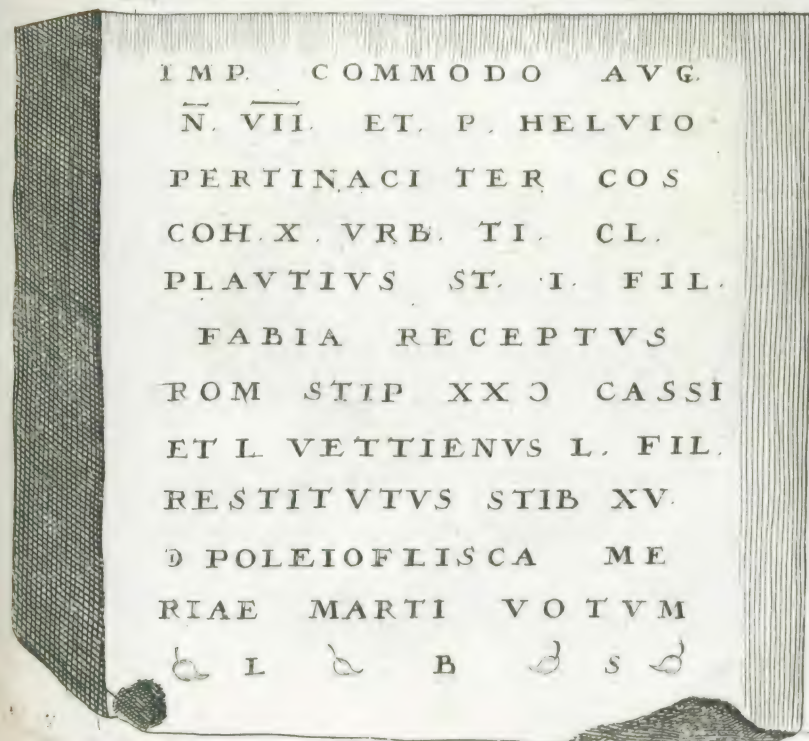 IMP. COMMODO AVG.
N̅. V̅I̅I̅. ET. P. HELVIO
PERTINACI TER COS
COH. X. VRB. TI. CL.
PLAVTIVS ST. I. FIL.
FABIA RECEPTVS
ROM STIP XX Ɔ CASSI
ET L VETTIENVS L. FIL.
RESTITVTVS STIB XV.
Ɔ POLEIOFLISCA ME
RIAE MARTI VOTVM
L B S